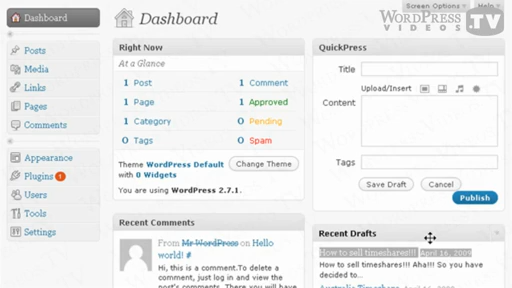 Dashboard
Posts
Media
Links
Pages
Comments
Appearance
Plugins 1
Users
Tools
Settings
Dashboard
Screen Options
Help
WORDPRESS
VIDEOS
.TV
Right Now
At a Glance
1 Post 1 Comment
1 Page 1 Approved
1 Category 0 Pending
0 Tags 0 Spam
Theme WordPress Default
with 0 Widgets
Change Theme
You are using WordPress 2.7.1.
Recent Comments
From Mr WordPress on Hello
world! #
Hi, this is a comment.To delete a
comment, just log in and view the
post's comments. There you will have
QuickPress
Title
Upload/Insert
Content
Tags
Save Draft
Cancel
Publish
Recent Drafts
How to sell timeshares!!! April 16, 2009
How to sell timeshares!!! Aha!!! So you have
decided to...
Australia Timeshares April 16, 2009